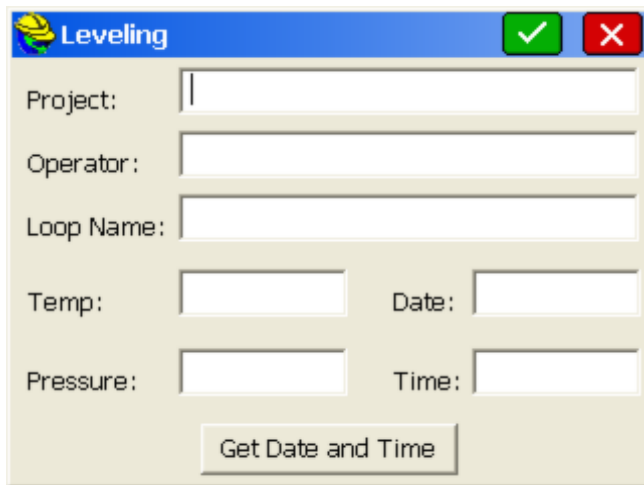 Leveling
Project:
Operator:
Loop Name:
Temp: Date:
Pressure: Time:
Get Date and Time